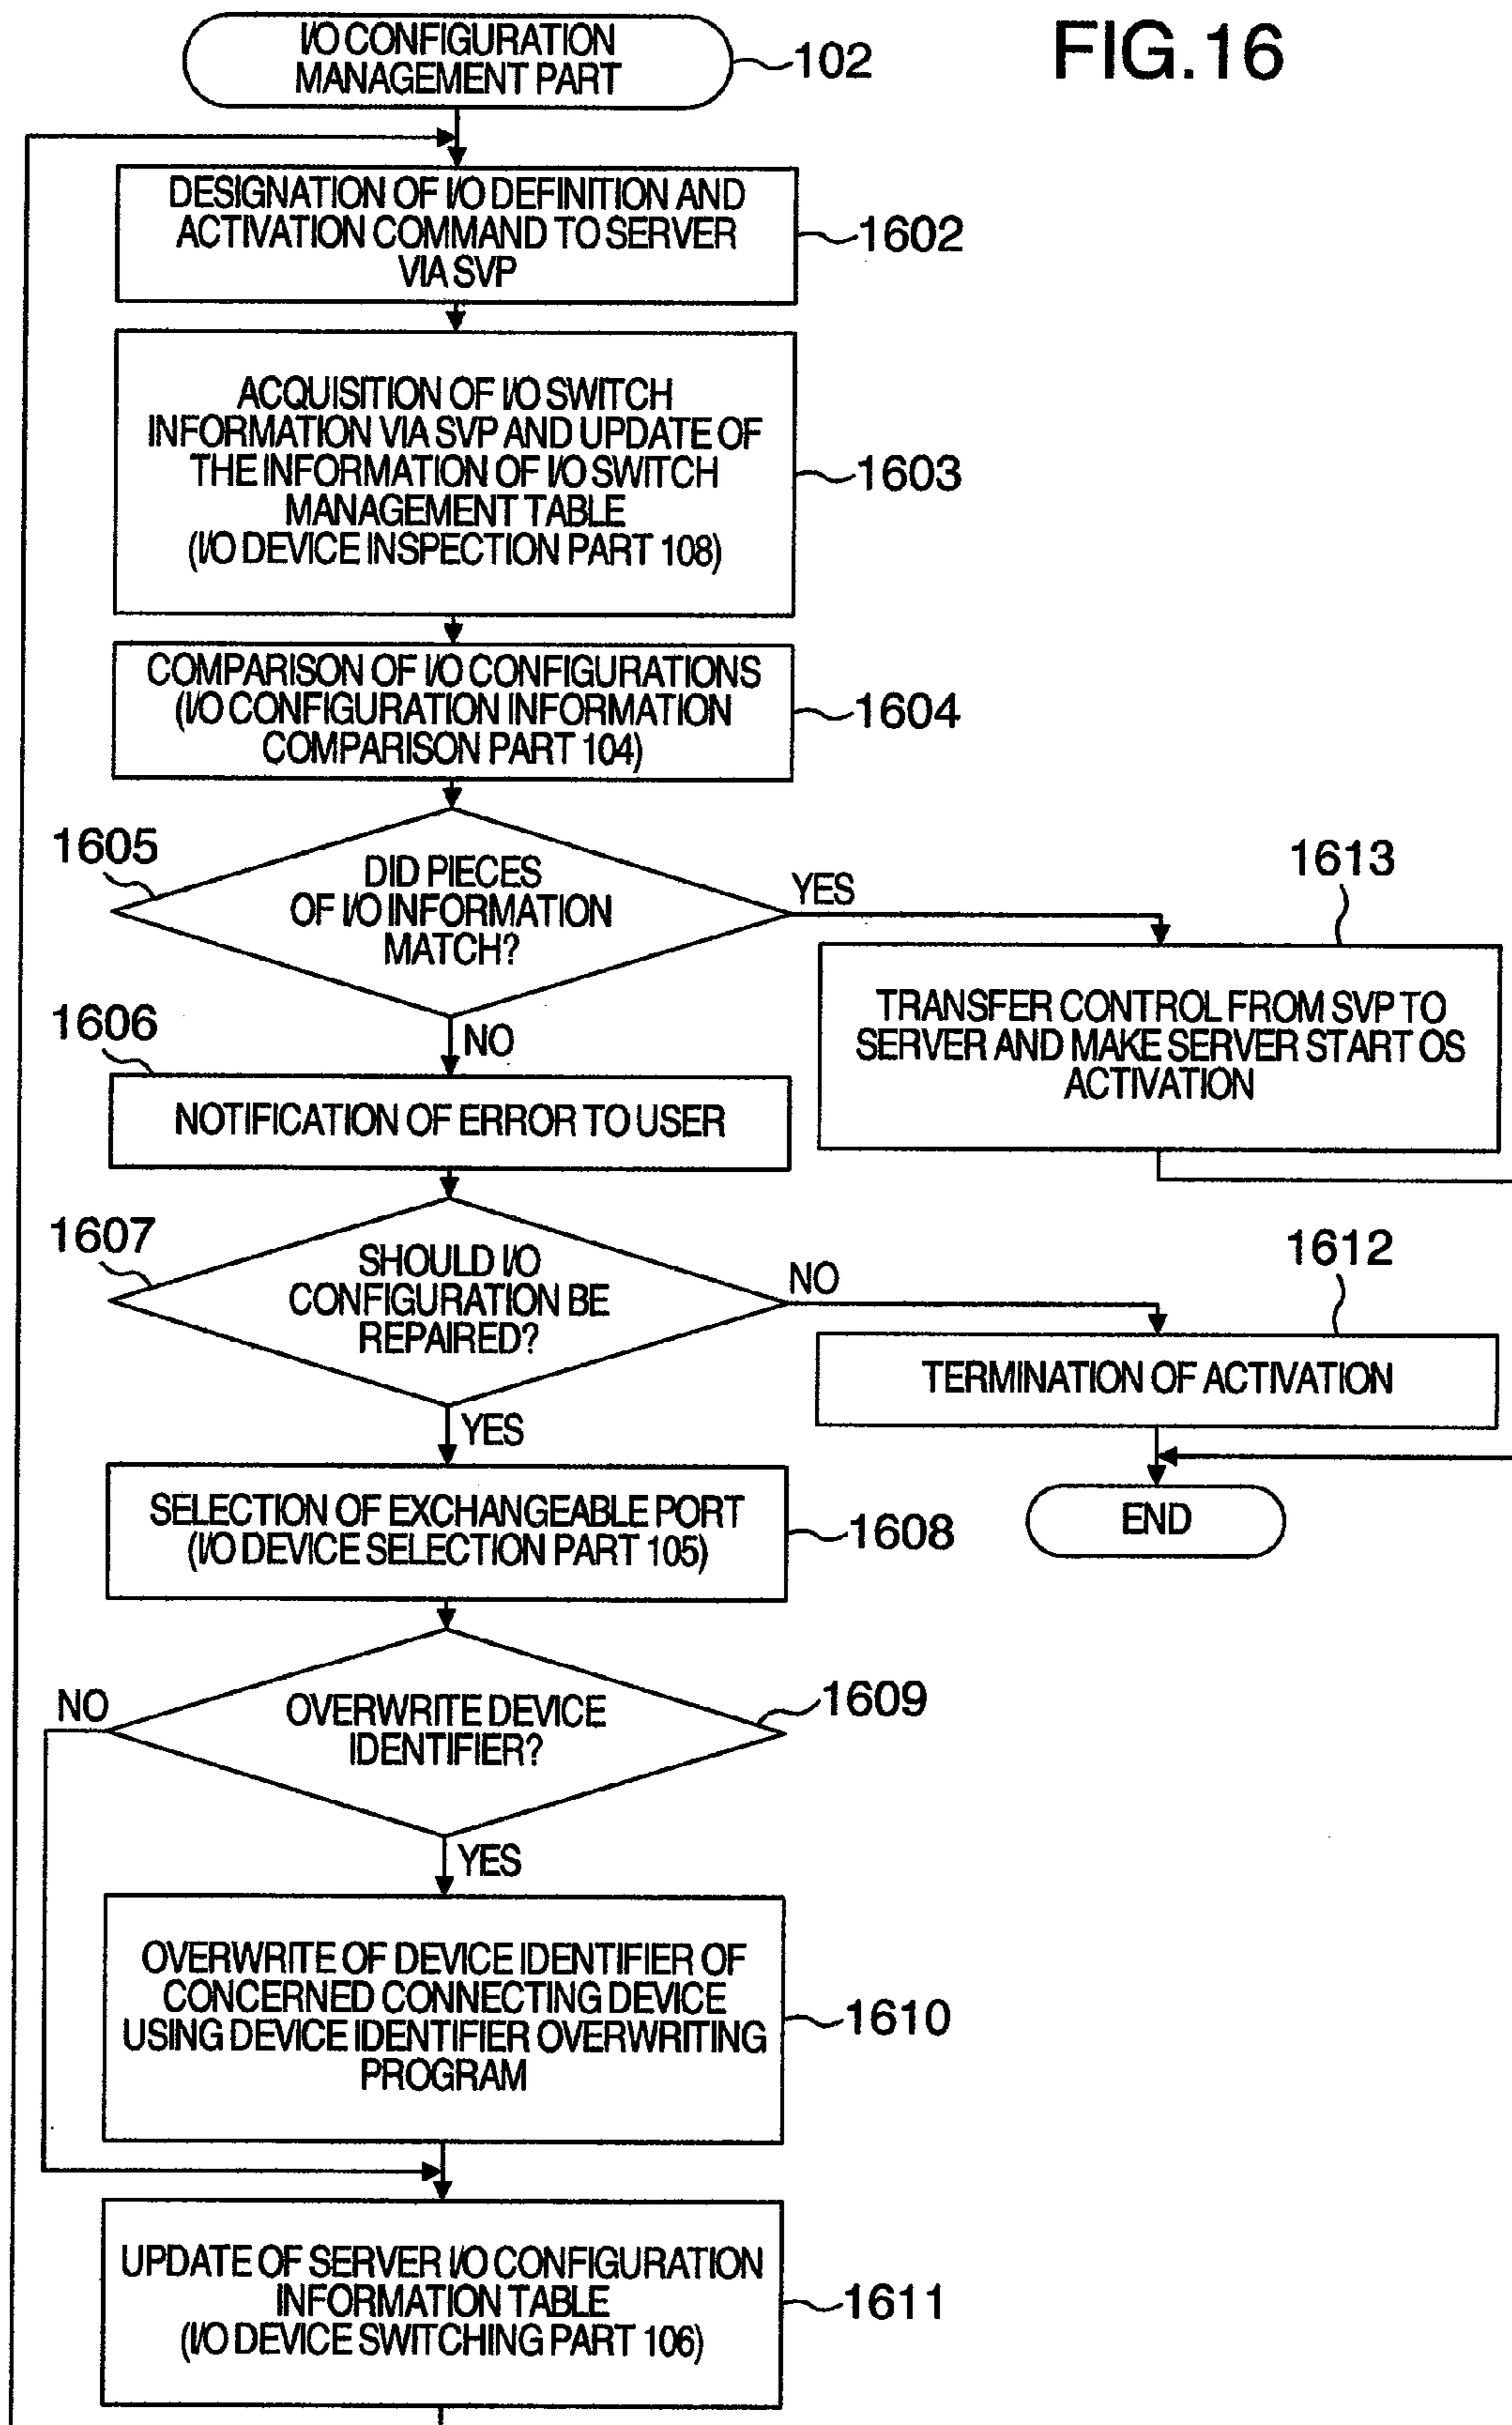 FIG.16
I/O CONFIGURATION
MANAGEMENT PART
102
DESIGNATION OF I/O DEFINITION AND
ACTIVATION COMMAND TO SERVER
VIA SVP
1602
ACQUISITION OF I/O SWITCH
INFORMATION VIA SVP AND UPDATE OF
THE INFORMATION OF I/O SWITCH
MANAGEMENT TABLE
(I/O DEVICE INSPECTION PART 108)
1603
COMPARISON OF I/O CONFIGURATIONS
(I/O CONFIGURATION INFORMATION
COMPARISON PART 104)
1604
1605
DID PIECES
OF I/O INFORMATION
MATCH?
YES
1613
TRANSFER CONTROL FROM SVP TO
SERVER AND MAKE SERVER START OS
ACTIVATION
NO
1606
NOTIFICATION OF ERROR TO USER
1607
SHOULD I/O
CONFIGURATION BE
REPAIRED?
NO
1612
TERMINATION OF ACTIVATION
END
YES
SELECTION OF EXCHANGEABLE PORT
(I/O DEVICE SELECTION PART 105)
1608
NO
OVERWRITE DEVICE
IDENTIFIER?
1609
YES
OVERWRITE OF DEVICE IDENTIFIER OF
CONCERNED CONNECTING DEVICE
USING DEVICE IDENTIFIER OVERWRITING
PROGRAM
1610
UPDATE OF SERVER I/O CONFIGURATION
INFORMATION TABLE
(I/O DEVICE SWITCHING PART 106)
1611